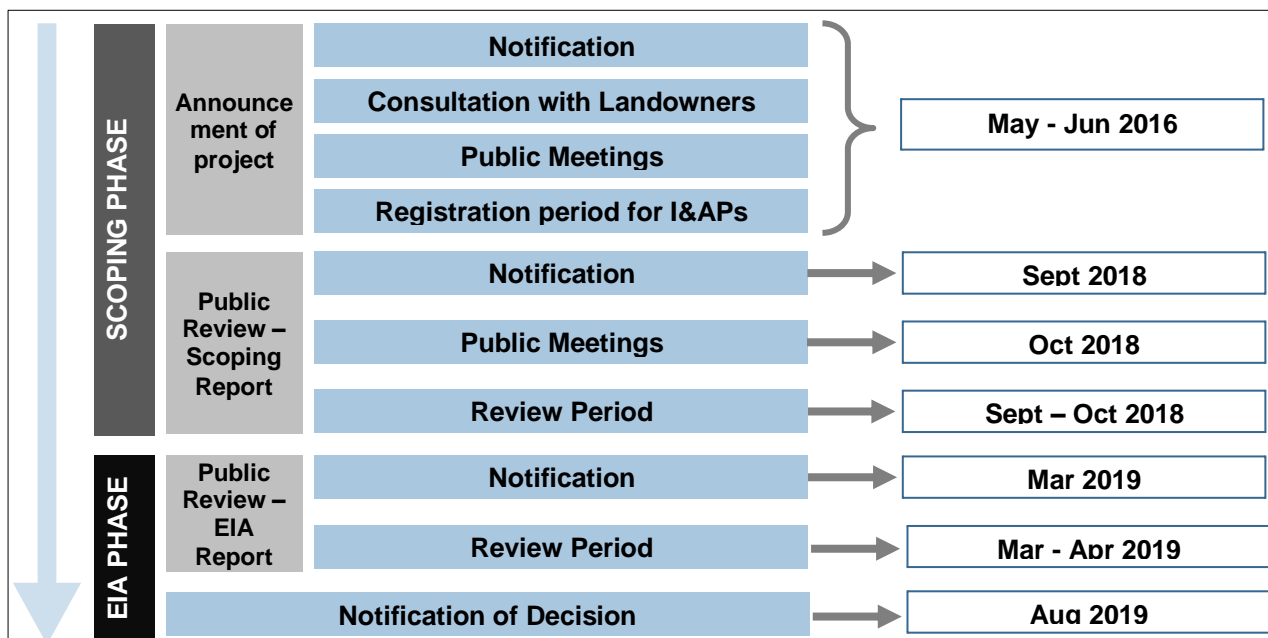 SCOPING PHASE
Announce
ment of
project
Notification
Consultation with Landowners
Public Meetings
Registration period for I&APs
May - Jun 2016
Public
Review –
Scoping
Report
Notification
Sept 2018
Public Meetings
Oct 2018
Review Period
Sept – Oct 2018
EIA PHASE
Public
Review –
EIA
Report
Notification
Mar 2019
Review Period
Mar - Apr 2019
Notification of Decision
Aug 2019